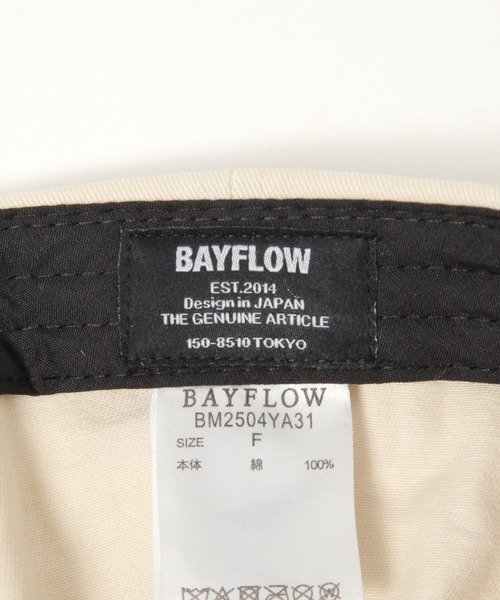 BAYFLOW
EST.2014
Design in JAPAN
THE GENUINE ARTICLE
150-8510 TOKYO
BAYFLOW
BM2504YA31
SIZE F
本体 綿 100%